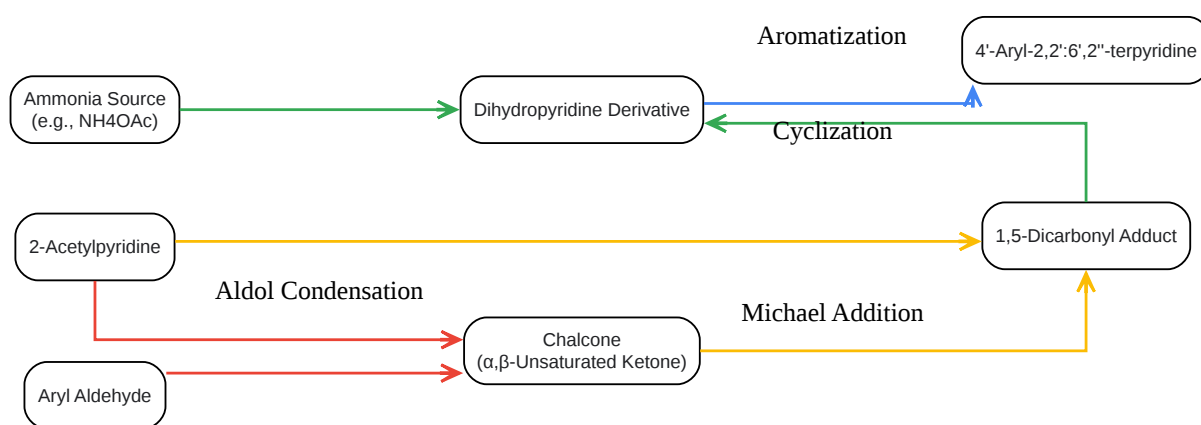 Aromatization
4'-Aryl-2,2':6',2''-terpyridine
Ammonia Source
(e.g., NH4OAc)
Dihydropyridine Derivative
Cyclization
2-Acetylpyridine
1,5-Dicarbonyl Adduct
Aldol Condensation
Michael Addition
Chalcone
(α,β-Unsaturated Ketone)
Aryl Aldehyde